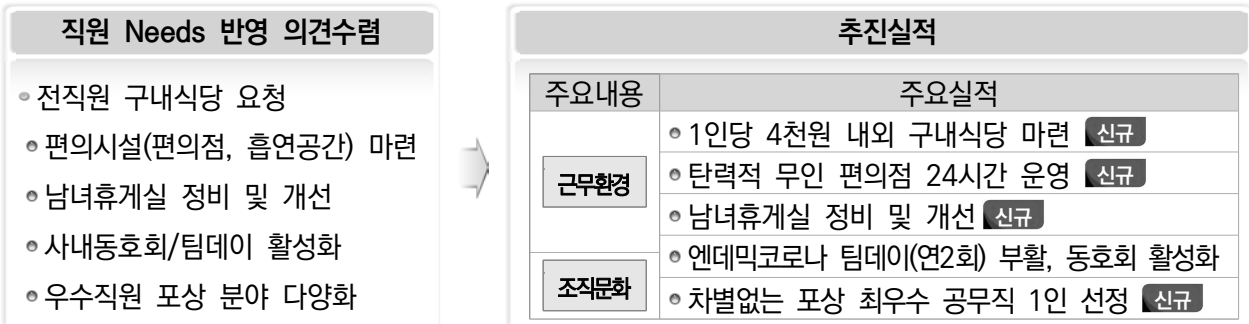 직원 Needs 반영 의견수렴
전직원 구내식당 요청
편의시설(편의점, 흡연공간) 마련
남녀휴게실 정비 및 개선
사내동호회/팀데이 활성화
우수직원 포상 분야 다양화
추진실적
주요내용 주요실적
근무환경
1인당 4천원 내외 구내식당 마련 신규
탄력적 무인 편의점 24시간 운영 신규
남녀휴게실 정비 및 개선 신규
조직문화
엔데믹코로나 팀데이(연2회) 부활, 동호회 활성화
차별없는 포상 최우수 공무직 1인 선정 신규